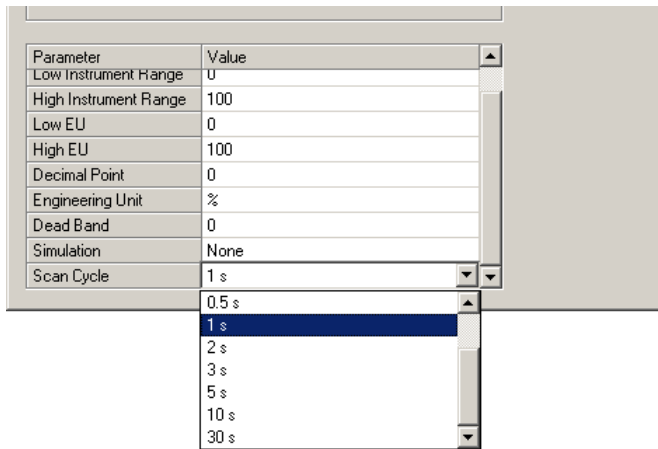 Parameter Value
Low Instrument Range 0
High Instrument Range 100
Low EU 0
High EU 100
Decimal Point 0
Engineering Unit %
Dead Band 0
Simulation None
Scan Cycle 1 s
0.5 s
1 s
2 s
3 s
5 s
10 s
30 s